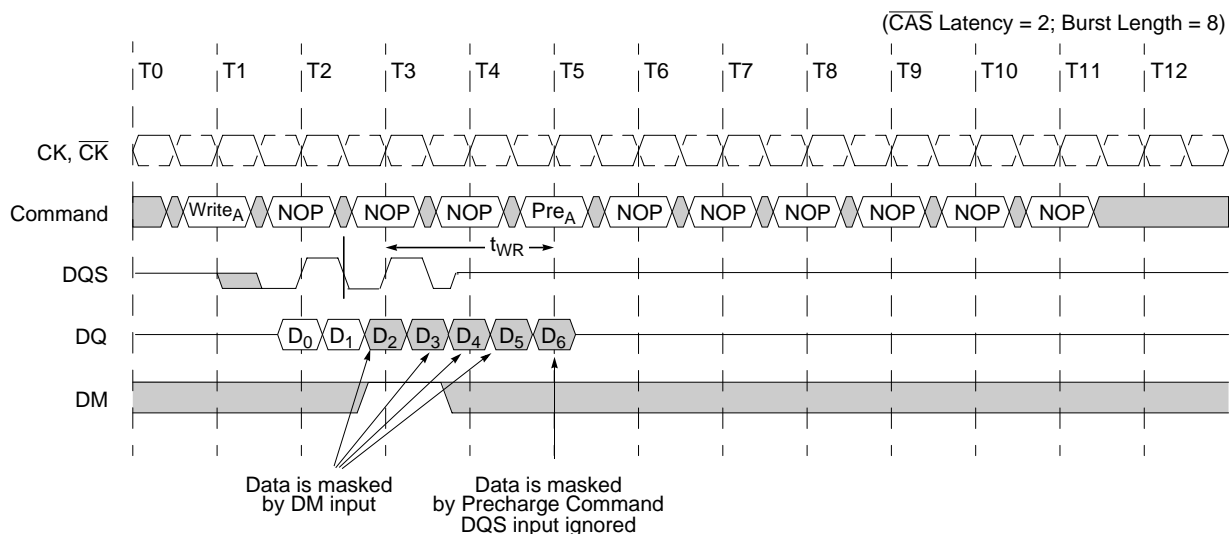 (CAS Latency = 2; Burst Length = 8)
T0 T1 T2 T3 T4 T5 T6 T7 T8 T9 T10 T11 T12
CK, CK
Command WriteA NOP NOP NOP PreA NOP NOP NOP NOP NOP NOP
tWR
DQS
DQ D0 D1 D2 D3 D4 D5 D6
DM
Data is masked
by DM input
Data is masked
by Precharge Command
DQS input ignored